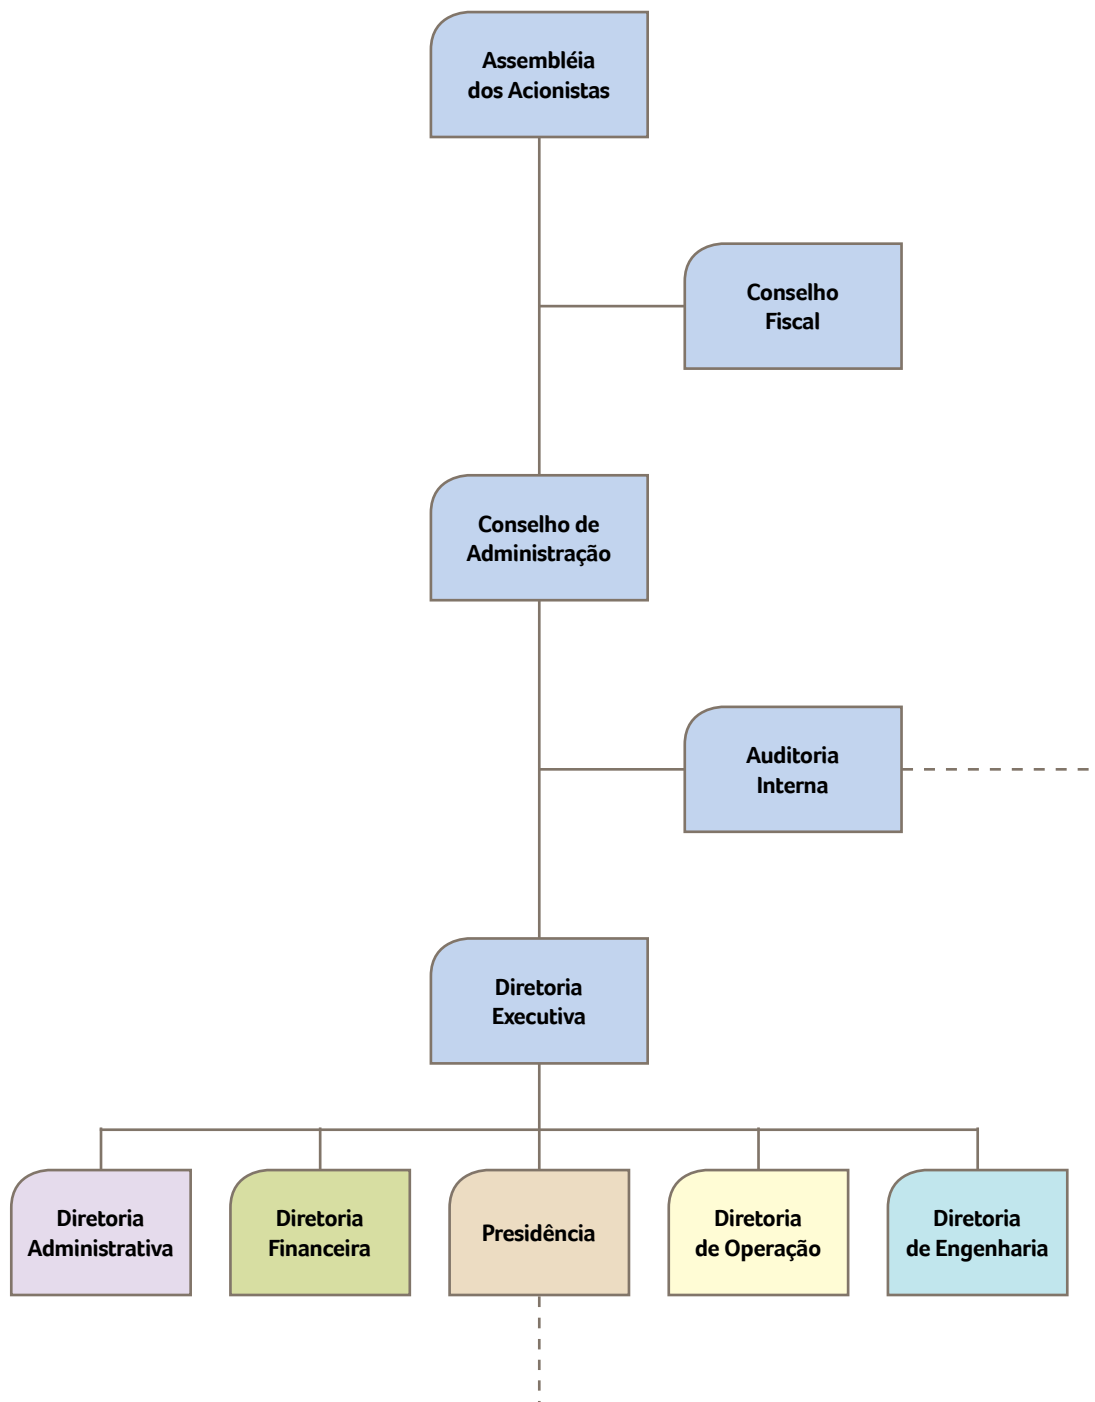 Assembléia
dos Acionistas
Conselho
Fiscal
Conselho de
Administração
Auditoria
Interna
Diretoria
Executiva
Diretoria
Administrativa
Diretoria
Financeira
Presidência
Diretoria
de Operação
Diretoria
de Engenharia